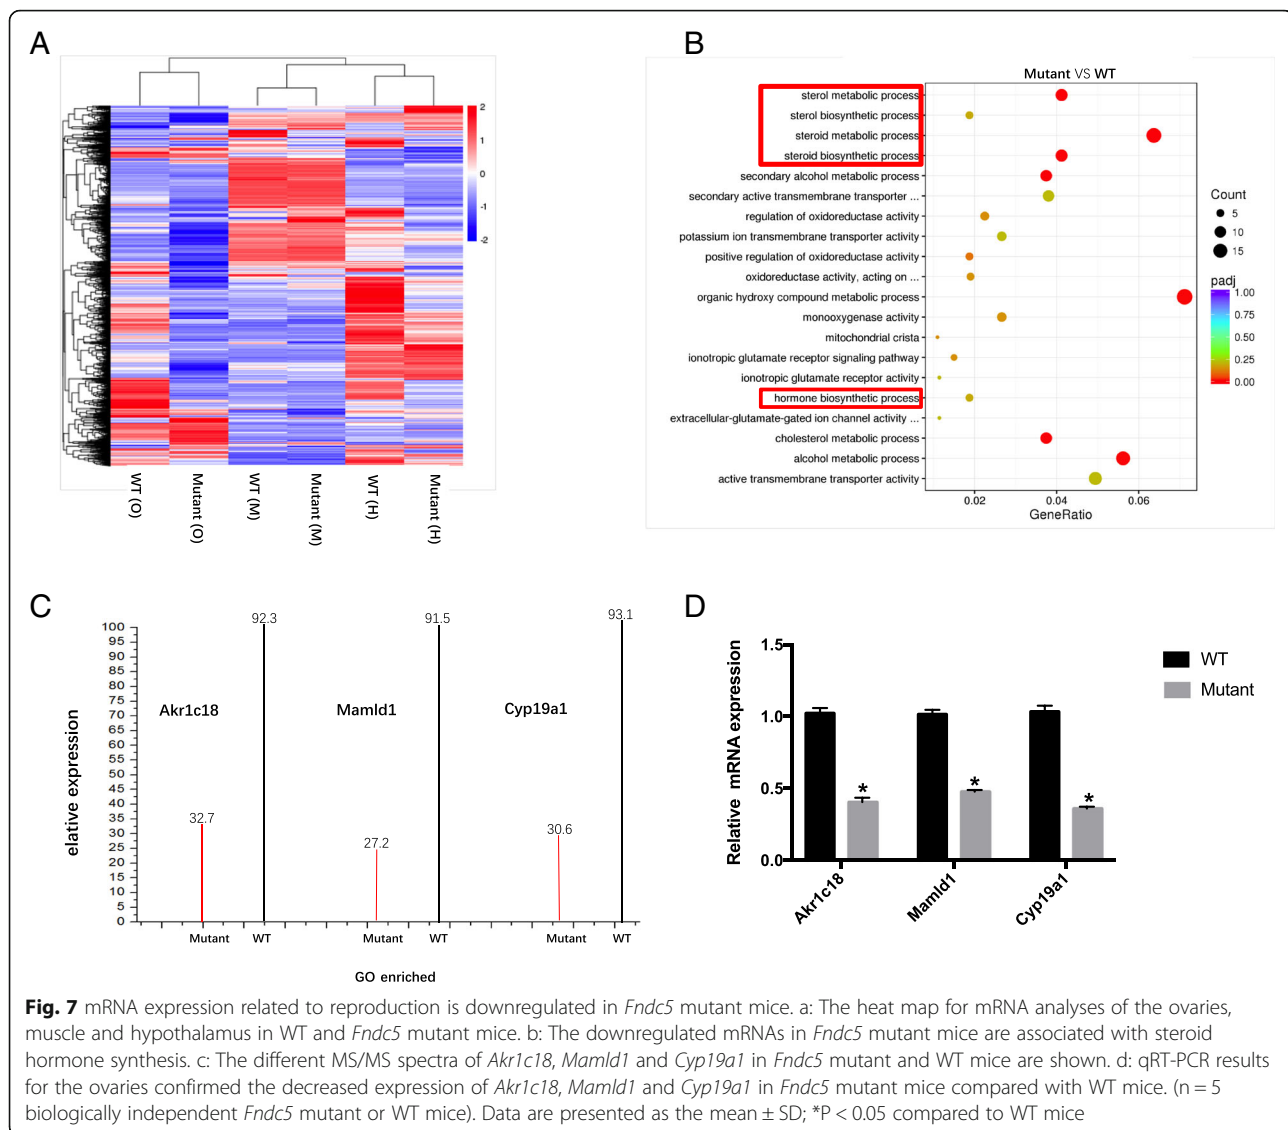 A
2
1
0
-1
-2
WT (O)
Mutant (O)
WT (M)
Mutant (M)
WT (H)
Mutant (H)
B
Mutant VS WT
sterol metabolic process
sterol biosynthetic process
steroid metabolic process
steroid biosynthetic process
secondary alcohol metabolic process
secondary active transmembrane transporter ...
regulation of oxidoreductase activity
potassium ion transmembrane transporter activity
positive regulation of oxidoreductase activity
oxidoreductase activity, acting on ...
organic hydroxy compound metabolic process
monooxygenase activity
mitochondrial crista
ionotropic glutamate receptor signaling pathway
ionotropic glutamate receptor activity
hormone biosynthetic process
extracellular-glutamate-gated ion channel activity ...
cholesterol metabolic process
alcohol metabolic process
active transmembrane transporter activity
0.02 0.04 0.06
GeneRatio
Count
5
10
15
padj
1.00
0.75
0.50
0.25
0.00
C
elative expression
100
95
90
85
80
75
70
65
60
55
50
45
40
35
30
25
20
15
10
5
0
92.3 91.5 93.1
Akr1c18 Mamld1 Cyp19a1
32.7 27.2 30.6
Mutant WT Mutant WT Mutant WT
GO enriched
D
Relative mRNA expression
1.5
1.0
0.5
0.0
* * *
Akr1c18
Mamld1
Cyp19a1
WT
Mutant
Fig. 7 mRNA expression related to reproduction is downregulated in Fndc5 mutant mice. a: The heat map for mRNA analyses of the ovaries,
muscle and hypothalamus in WT and Fndc5 mutant mice. b: The downregulated mRNAs in Fndc5 mutant mice are associated with steroid
hormone synthesis. c: The different MS/MS spectra of Akr1c18, Mamld1 and Cyp19a1 in Fndc5 mutant and WT mice are shown. d: qRT-PCR results
for the ovaries confirmed the decreased expression of Akr1c18, Mamld1 and Cyp19a1 in Fndc5 mutant mice compared with WT mice. (n = 5
biologically independent Fndc5 mutant or WT mice). Data are presented as the mean ± SD; *P < 0.05 compared to WT mice